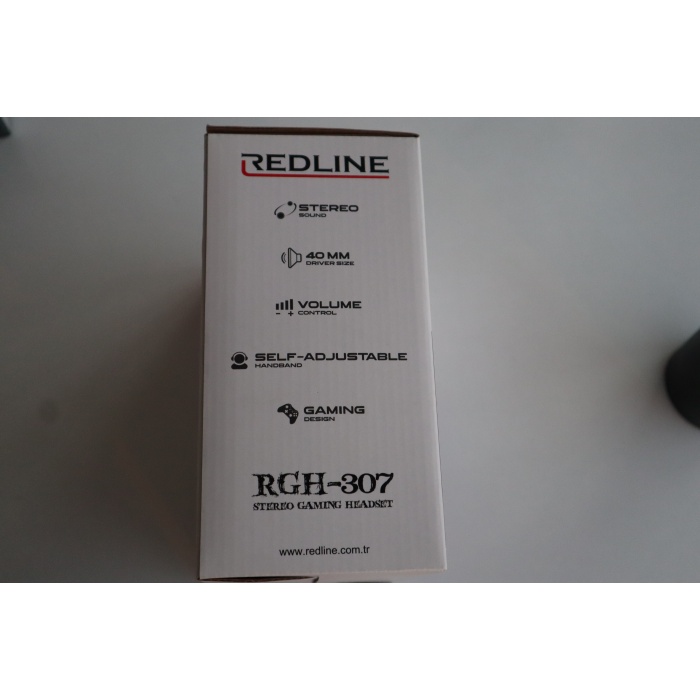 REDLINE
STEREO
SOUND
40 MM
DRIVER SIZE
VOLUME
- + CONTROL
SELF-ADJUSTABLE
HANDBAND
GAMING
DESIGN
RGH-307
STEREO GAMING HEADSET
www.redline.com.tr